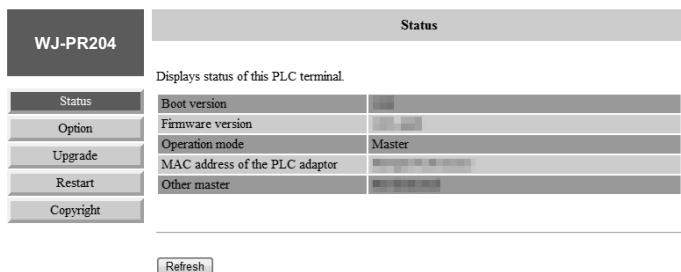 WJ-PR204
Status
Option
Upgrade
Restart
Copyright
Status
Displays status of this PLC terminal.
Boot version
Firmware version
Operation mode Master
MAC address of the PLC adaptor
Other master
Refresh